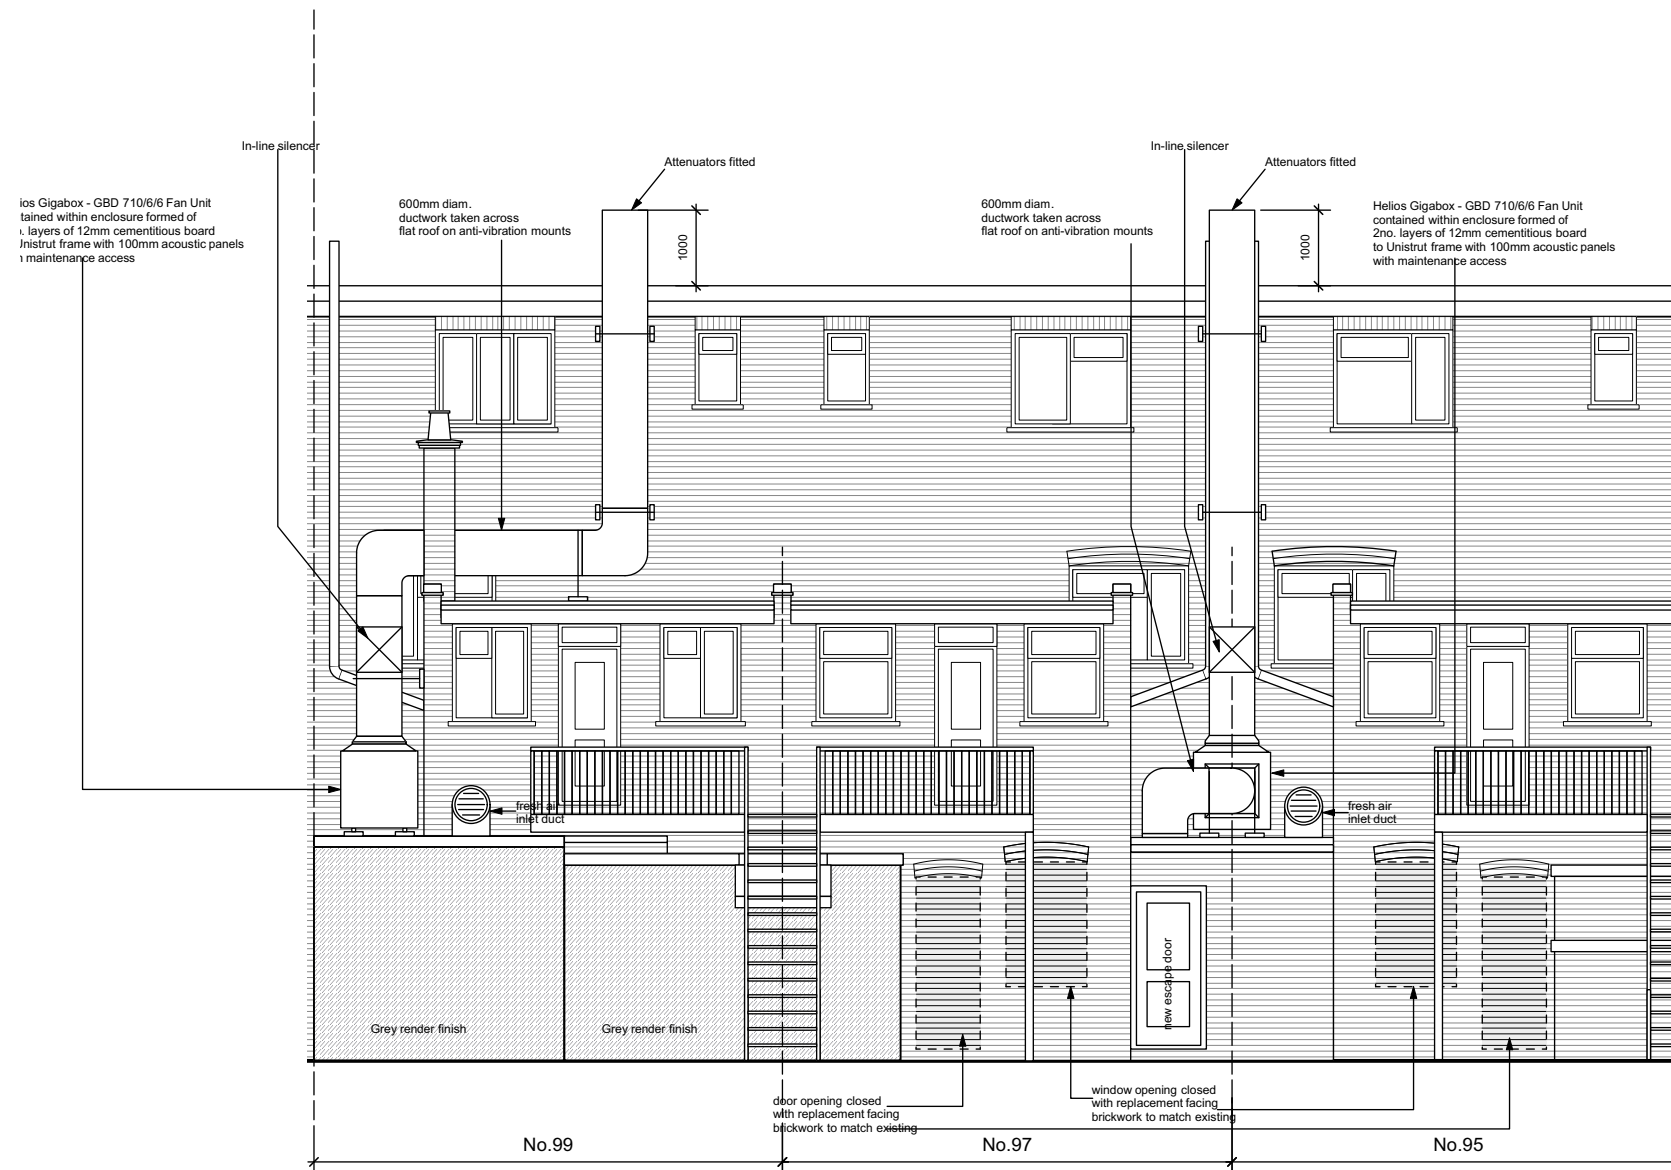 In-line silencer
Attenuators fitted
In-line silencer
Attenuators fitted
ios Gigabox - GBD 710/6/6 Fan Unit
tained within enclosure formed of
. layers of 12mm cementitious board
Unistrut frame with 100mm acoustic panels
maintenance access
600mm diam.
ductwork taken across
flat roof on anti-vibration mounts
600mm diam.
ductwork taken across
flat roof on anti-vibration mounts
Helios Gigabox - GBD 710/6/6 Fan Unit
contained within enclosure formed of
2no. layers of 12mm cementitious board
to Unistrut frame with 100mm acoustic panels
with maintenance access
1000
1000
fresh air
inlet duct
fresh air
inlet duct
new escape door
Grey render finish
Grey render finish
door opening closed
with replacement facing
brickwork to match existing
window opening closed
with replacement facing
brickwork to match existing
No.99
No.97
No.95